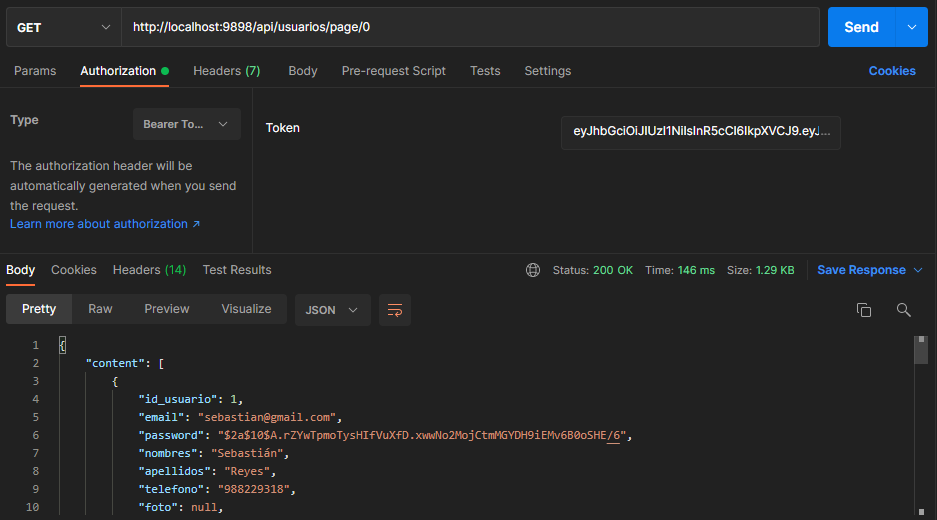 GET http://localhost:9898/api/usuarios/page/0 Send
Params Authorization Headers (7) Body Pre-request Script Tests Settings Cookies
Type Bearer To...
The authorization header will be
automatically generated when you send
the request.
Learn more about authorization ↗
Token eyJhbGciOiJIUzI1NiIsInR5cCI6IkpXVCJ9.eyJ...
Body Cookies Headers (14) Test Results Status: 200 OK Time: 146 ms Size: 1.29 KB Save Response
Pretty Raw Preview Visualize JSON
1 {
2 "content": [
3 {
4 "id_usuario": 1,
5 "email": "sebastian@gmail.com",
6 "password": "$2a$10$A.rZYwTpmoTysHIfVuXfD.xwwNo2MojCtmMGYDH9iEMv6B0oSHE/6",
7 "nombres": "Sebastián",
8 "apellidos": "Reyes",
9 "telefono": "988229318",
10 "foto": null,